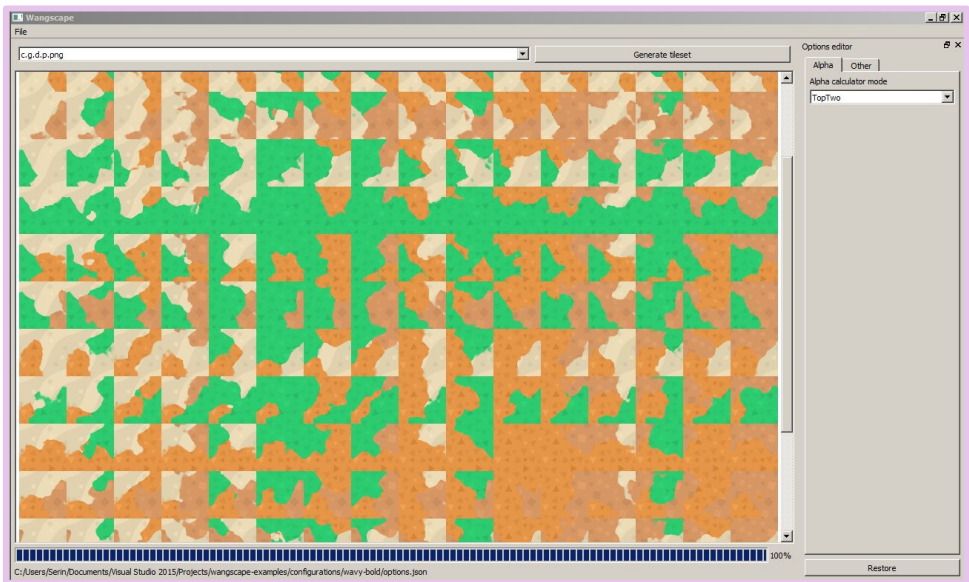 Wangscape
File
c.g.d.p.png
Generate tileset
Options editor
Alpha
Other
Alpha calculator mode
TopTwo
100%
C:/Users/Serin/Documents/Visual Studio 2015/Projects/wangscape-examples/configurations/wavy-bold/options.json
Restore